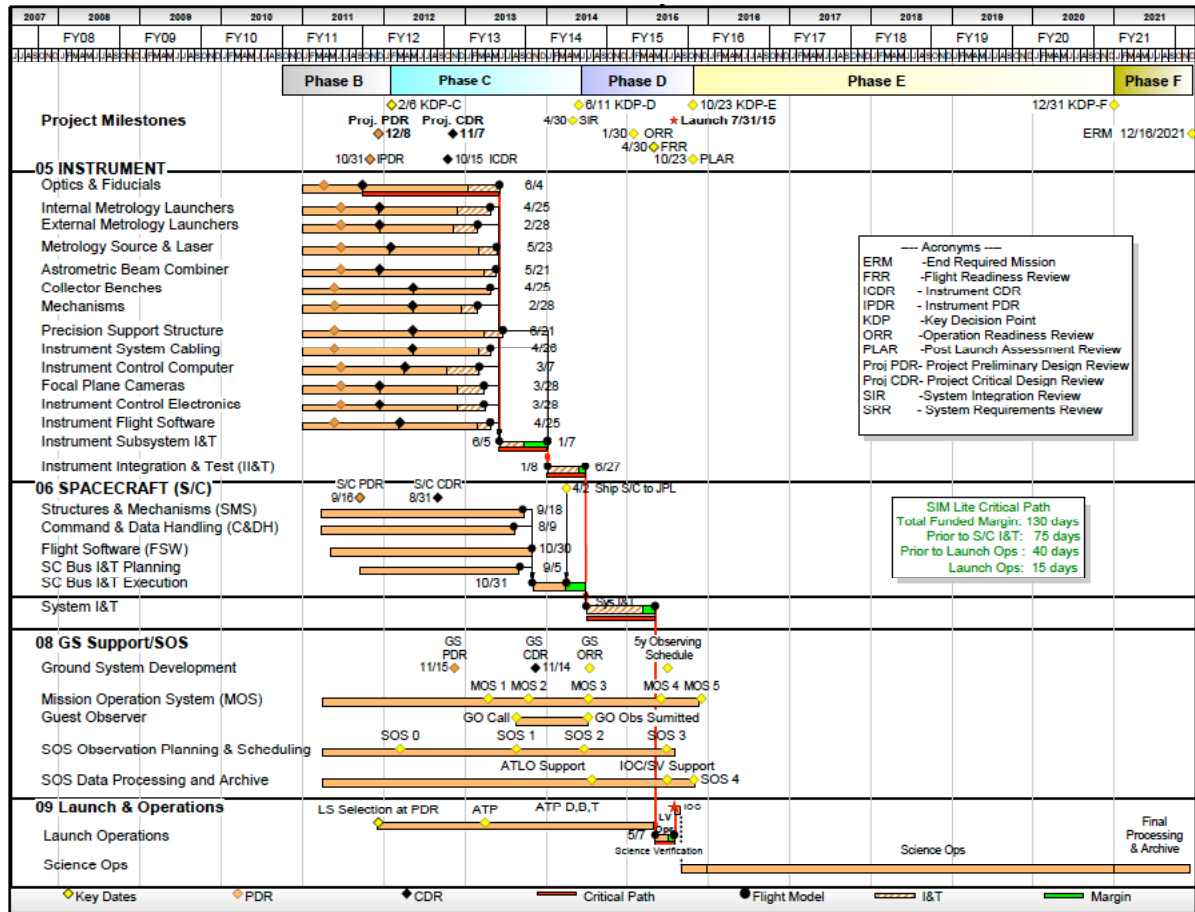 2007 2008 2009 2010 2011 2012 2013 2014 2015 2016 2017 2018 2019 2020 2021
FY08 FY09 FY10 FY11 FY12 FY13 FY14 FY15 FY16 FY17 FY18 FY19 FY20 FY21
Phase B Phase C Phase D Phase E Phase F
2/6 KDP-C 6/11 KDP-D 10/23 KDP-E 12/31 KDP-F
Project Milestones Proj. PDR Proj. CDR 4/30 SIR Launch 7/31/15
12/8 11/7 1/30 ORR ERM 12/16/2021
4/30 FRR
10/31 IPDR 10/15 ICDR 10/23 PLAR
05 INSTRUMENT
Optics & Fiducials 6/4
Internal Metrology Launchers 4/25
External Metrology Launchers 2/28
Metrology Source & Laser 5/23
Astrometric Beam Combiner 5/21
Collector Benches 4/25
Mechanisms 2/28
Precision Support Structure 6/21
Instrument System Cabling 4/26
Instrument Control Computer 3/7
Focal Plane Cameras 3/28
Instrument Control Electronics 3/28
Instrument Flight Software 4/25
Instrument Subsystem I&T 6/5 1/7
Instrument Integration & Test (II&T) 1/8 6/27
---- Acronyms ----
ERM -End Required Mission
FRR -Flight Readiness Review
ICDR - Instrument CDR
IPDR - Instrument PDR
KDP -Key Decision Point
ORR -Operation Readiness Review
PLAR -Post Launch Assessment Review
Proj PDR- Project Preliminary Design Review
Proj CDR- Project Critical Design Review
SIR -System Integration Review
SRR - System Requirements Review
06 SPACECRAFT (S/C) S/C PDR S/C CDR 4/2 Ship S/C to JPL
9/16 8/31
Structures & Mechanisms (SMS) 9/18
Command & Data Handling (C&DH) 8/9
Flight Software (FSW) 10/30
SC Bus I&T Planning 9/5
SC Bus I&T Execution 10/31
SIM Lite Critical Path
Total Funded Margin: 130 days
Prior to S/C I&T: 75 days
Prior to Launch Ops : 40 days
Launch Ops: 15 days
System I&T Sys I&T
08 GS Support/SOS GS PDR GS CDR GS ORR 5y Observing Schedule
Ground System Development 11/15 11/14
Mission Operation System (MOS) MOS 1 MOS 2 MOS 3 MOS 4 MOS 5
Guest Observer GO Call GO Obs Sumitted
SOS Observation Planning & Scheduling SOS 0 SOS 1 SOS 2 SOS 3
ATLO Support IOC/SV Support
SOS Data Processing and Archive SOS 4
09 Launch & Operations LS Selection at PDR ATP ATP D,B,T LV Ops IOC
Launch Operations 5/7
Science Verification
Final Processing & Archive
Science Ops Science Ops
Key Dates PDR CDR Critical Path Flight Model I&T Margin